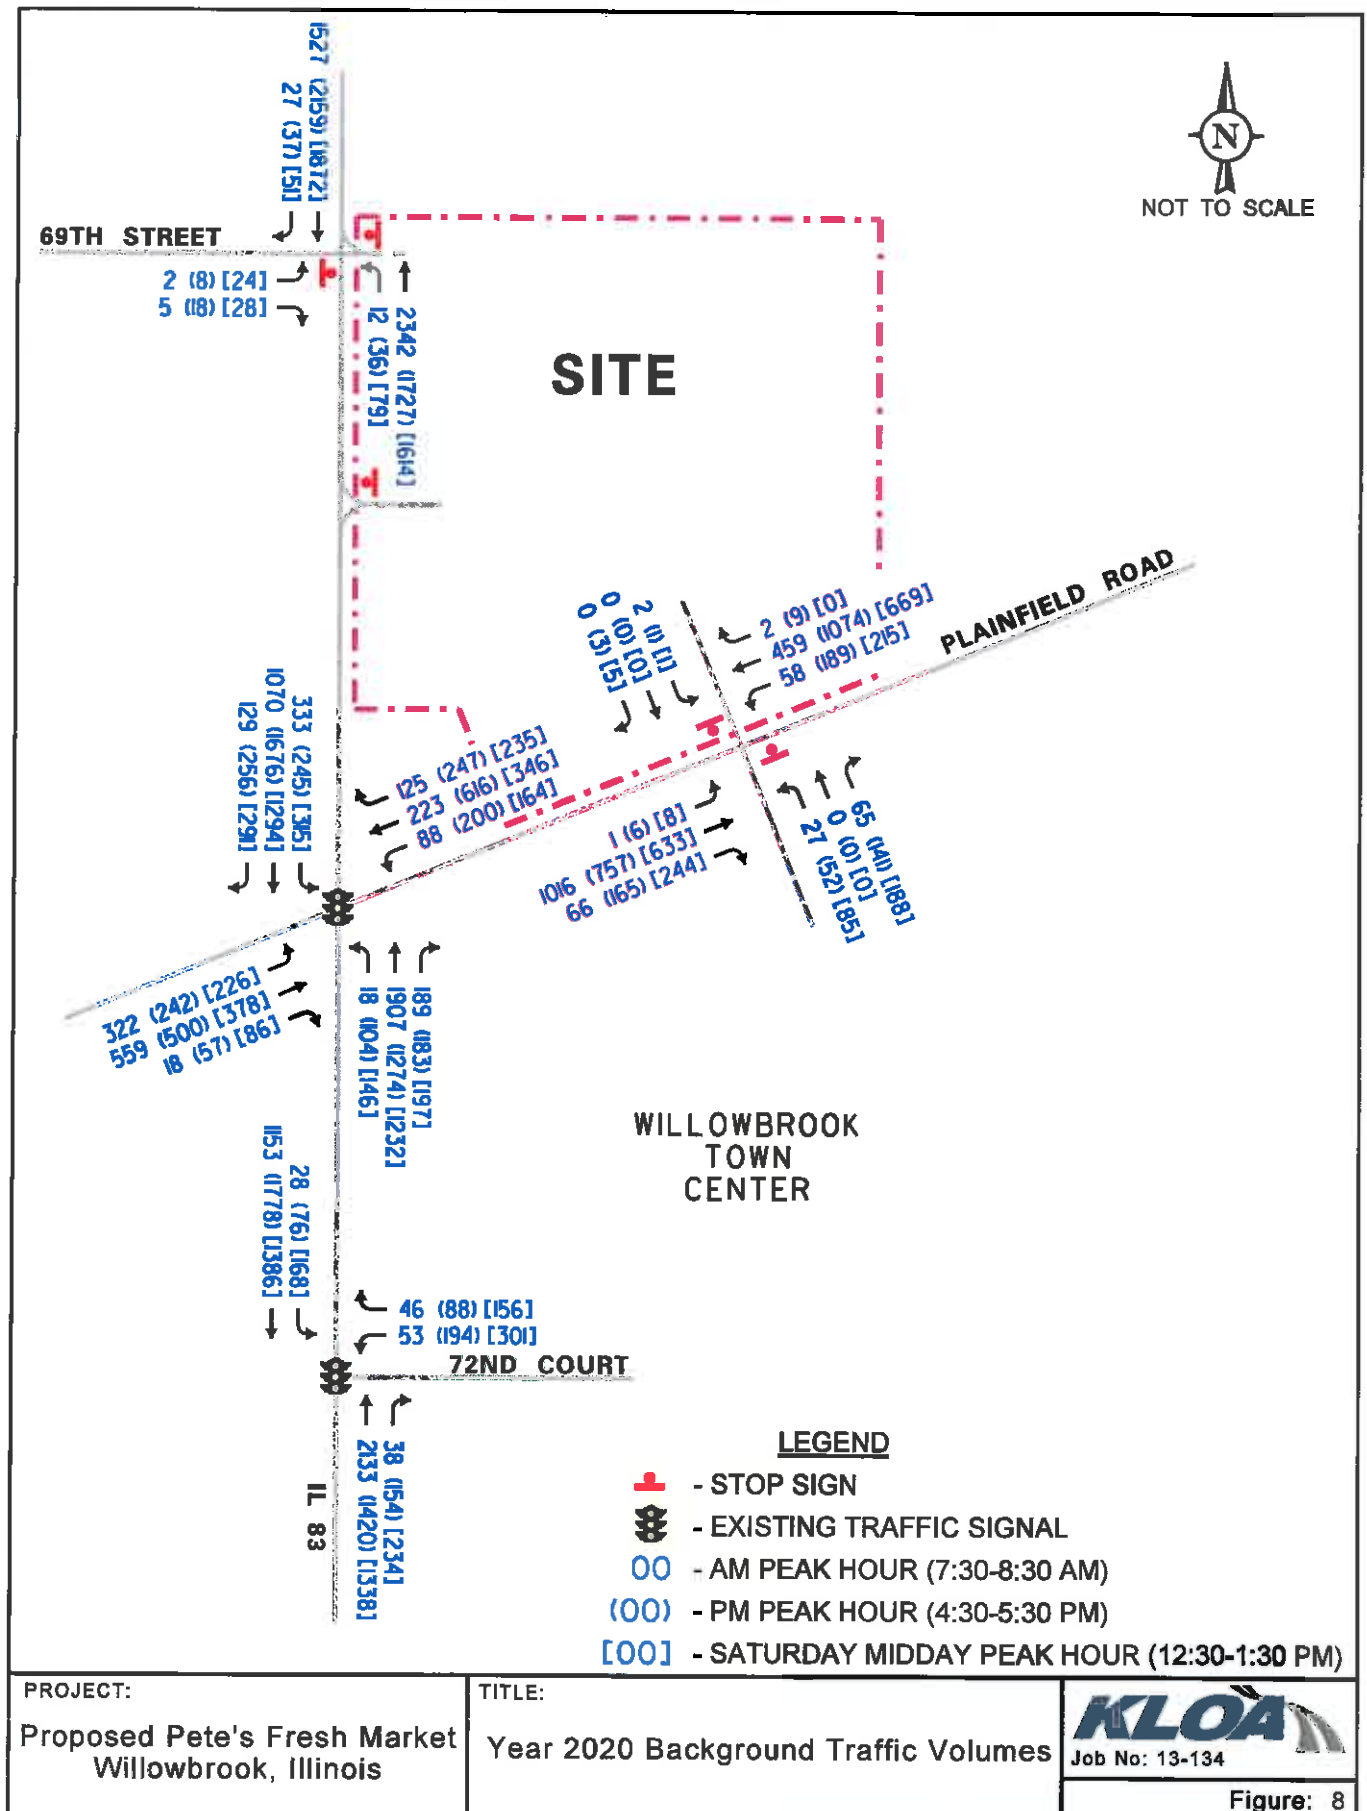 1527 (2159) [1872]
27 (37) [51]
N
NOT TO SCALE
69TH STREET
2 (8) [24]
5 (18) [28]
2342 (1727) [1614]
12 (36) [79]
SITE
PLAINFIELD ROAD
2 (1) [1]
0 (0) [0]
0 (3) [5]
2 (9) [0]
459 (1074) [669]
58 (189) [215]
333 (245) [315]
1070 (1676) [1294]
129 (256) [291]
125 (247) [235]
223 (616) [346]
88 (200) [164]
1 (6) [8]
1016 (757) [633]
66 (165) [244]
65 (141) [188]
0 (0) [0]
27 (52) [85]
322 (242) [226]
559 (500) [378]
18 (57) [86]
189 (183) [197]
1907 (1274) [1232]
18 (104) [146]
WILLOWBROOK
TOWN
CENTER
28 (76) [168]
1153 (1778) [1386]
46 (88) [156]
53 (194) [301]
72ND COURT
38 (154) [234]
2133 (1420) [1338]
IL 83
LEGEND
- STOP SIGN
- EXISTING TRAFFIC SIGNAL
00 - AM PEAK HOUR (7:30-8:30 AM)
(00) - PM PEAK HOUR (4:30-5:30 PM)
[00] - SATURDAY MIDDAY PEAK HOUR (12:30-1:30 PM)
PROJECT:
Proposed Pete's Fresh Market
Willowbrook, Illinois
TITLE:
Year 2020 Background Traffic Volumes
KLOA
Job No: 13-134
Figure: 8